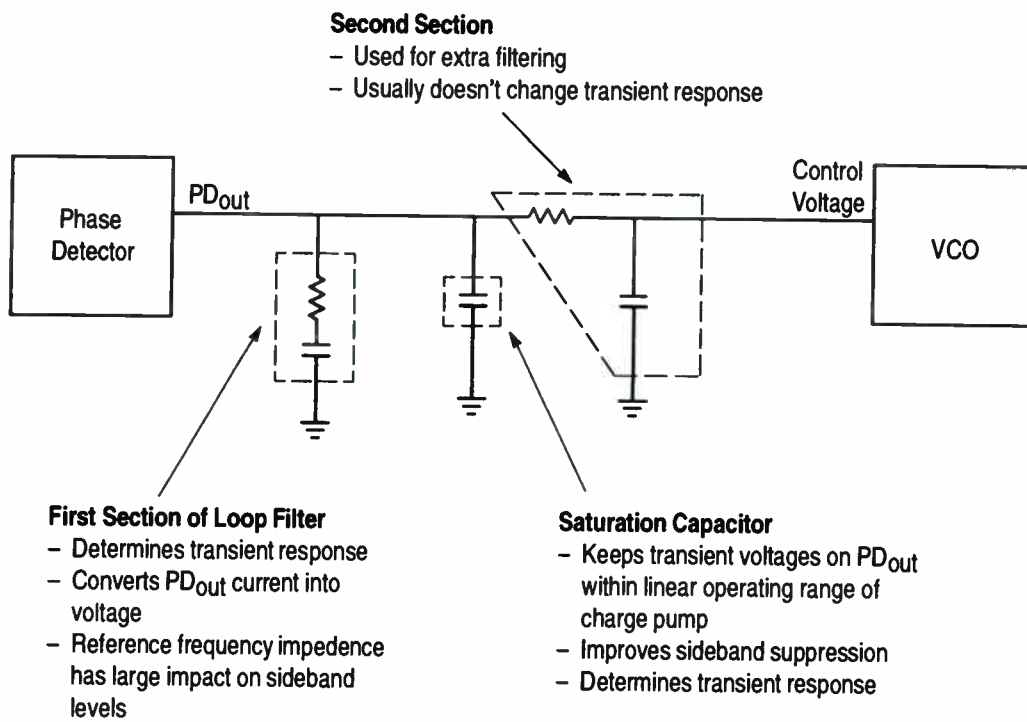 Second Section
– Used for extra filtering
– Usually doesn't change transient response
Phase
Detector
PDout
Control
Voltage
VCO
First Section of Loop Filter
– Determines transient response
– Converts PDout current into
voltage
– Reference frequency impedance
has large impact on sideband
levels
Saturation Capacitor
– Keeps transient voltages on PDout
within linear operating range of
charge pump
– Improves sideband suppression
– Determines transient response